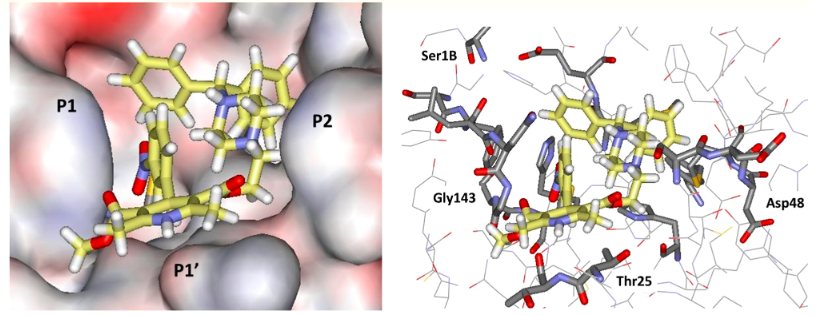 P1
P2
P1’
Ser1B
Gly143
Asp48
Thr25